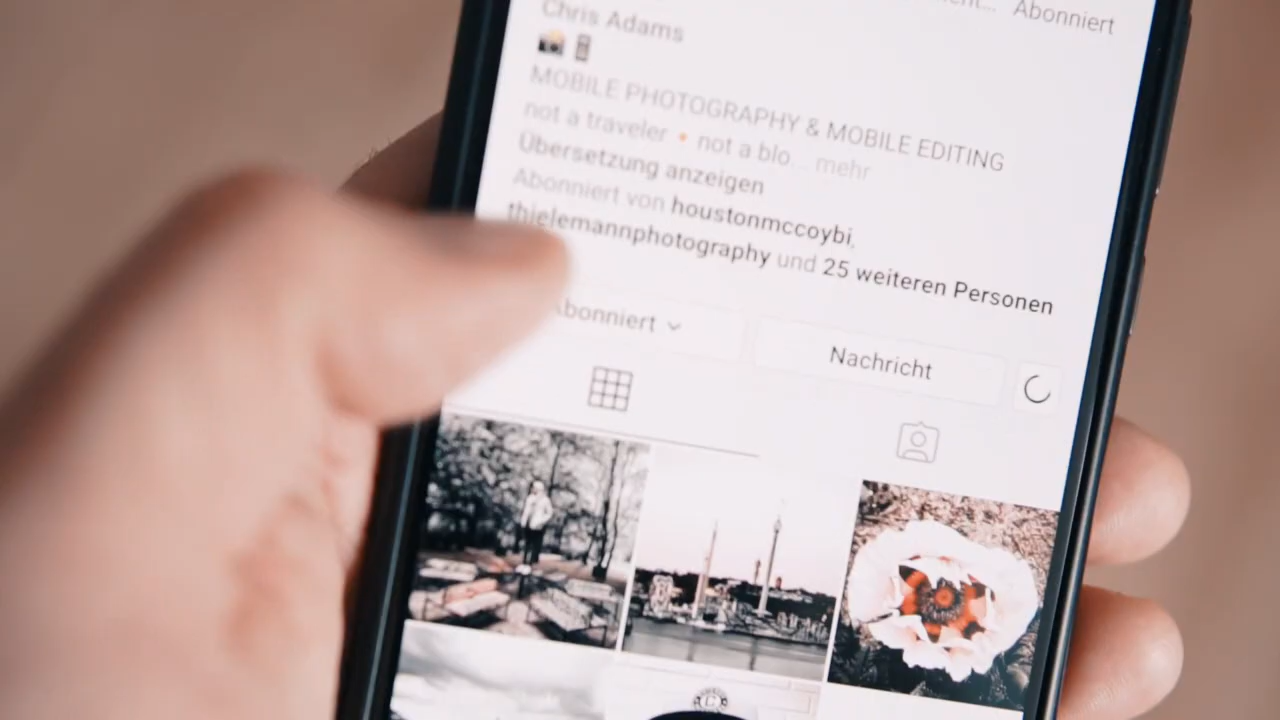 Abonniert
Chris Adams
MOBILE PHOTOGRAPHY & MOBILE EDITING
not a traveler • not a blo... mehr
Übersetzung anzeigen
Abonniert von houstonmccoybi,
thielemannphotography und 25 weiteren Personen
Abonniert
Nachricht